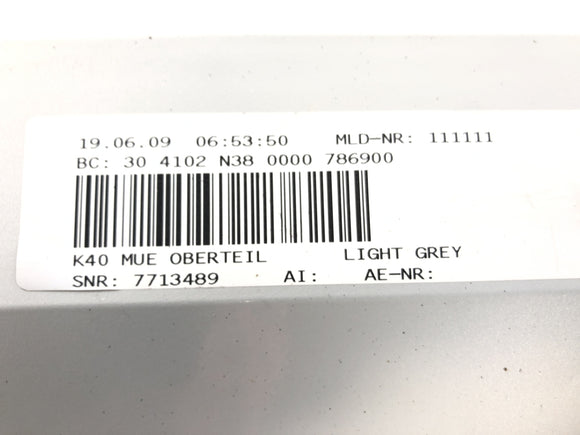 19.06.09 06:53:50 MLD-NR: 111111
BC: 30 4102 N38 0000 786900
K40 MUE OBERTEIL LIGHT GREY
SNR: 7713489 AI: AE-NR: